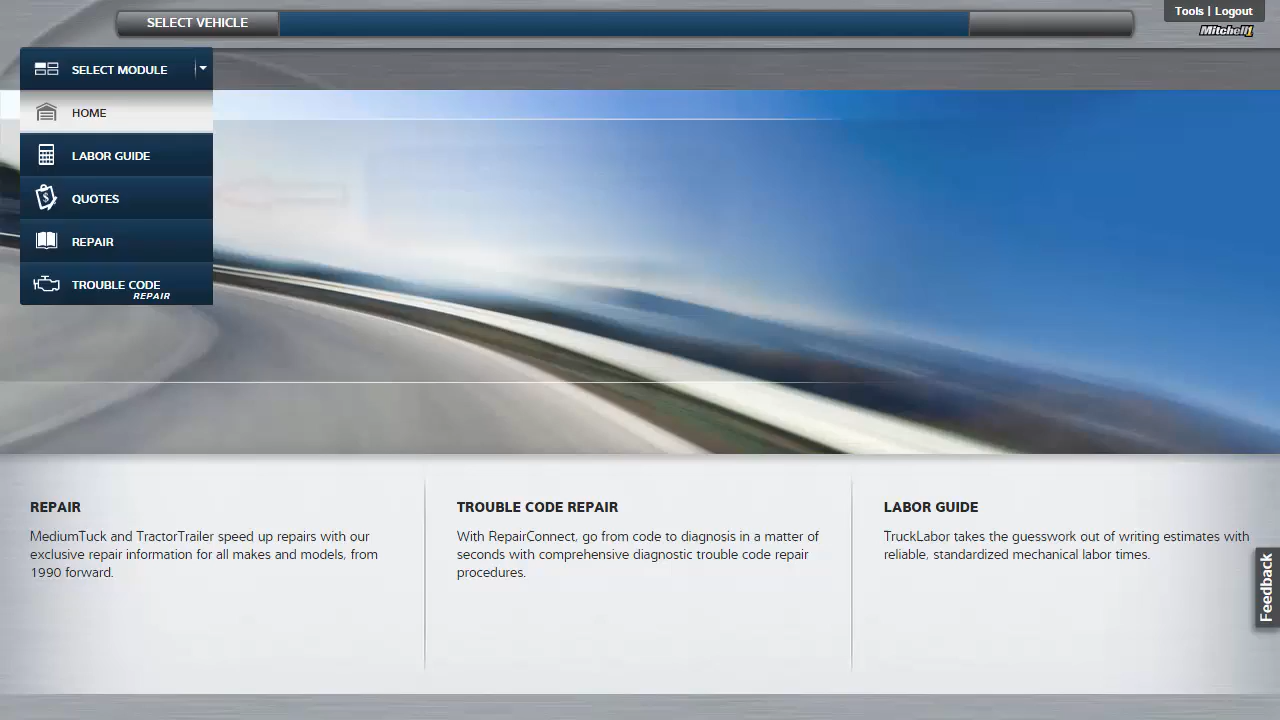 SELECT VEHICLE
Tools | Logout
Mitchell1
SELECT MODULE
HOME
LABOR GUIDE
QUOTES
REPAIR
TROUBLE CODE
REPAIR
REPAIR
MediumTuck and TractorTrailer speed up repairs with our
exclusive repair information for all makes and models, from
1990 forward.
TROUBLE CODE REPAIR
With RepairConnect, go from code to diagnosis in a matter of
seconds with comprehensive diagnostic trouble code repair
procedures.
LABOR GUIDE
TruckLabor takes the guesswork out of writing estimates with
reliable, standardized mechanical labor times.
Feedback